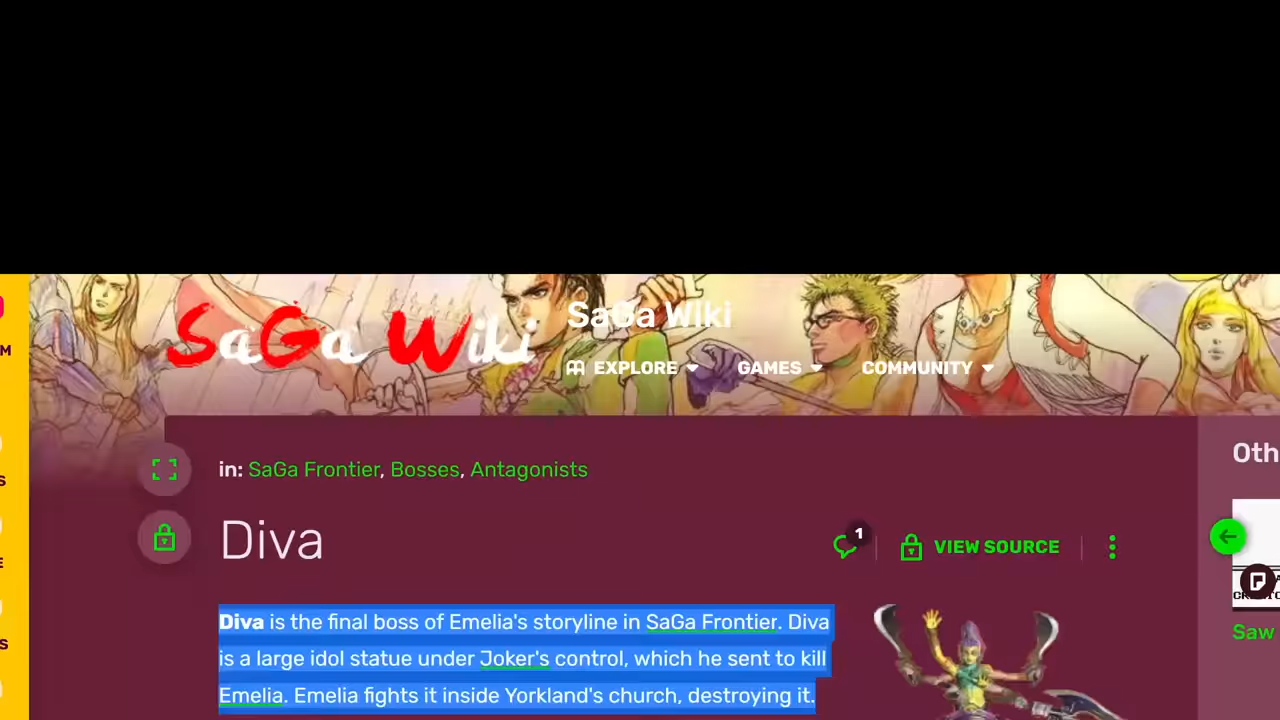 SaGa Wiki
SaGa Wiki
EXPLORE GAMES COMMUNITY
M
in: SaGa Frontier, Bosses, Antagonists
Oth
Diva
1
VIEW SOURCE
S
E
Diva is the final boss of Emelia's storyline in SaGa Frontier. Diva
is a large idol statue under Joker's control, which he sent to kill
Emelia. Emelia fights it inside Yorkland's church, destroying it.
Saw
S